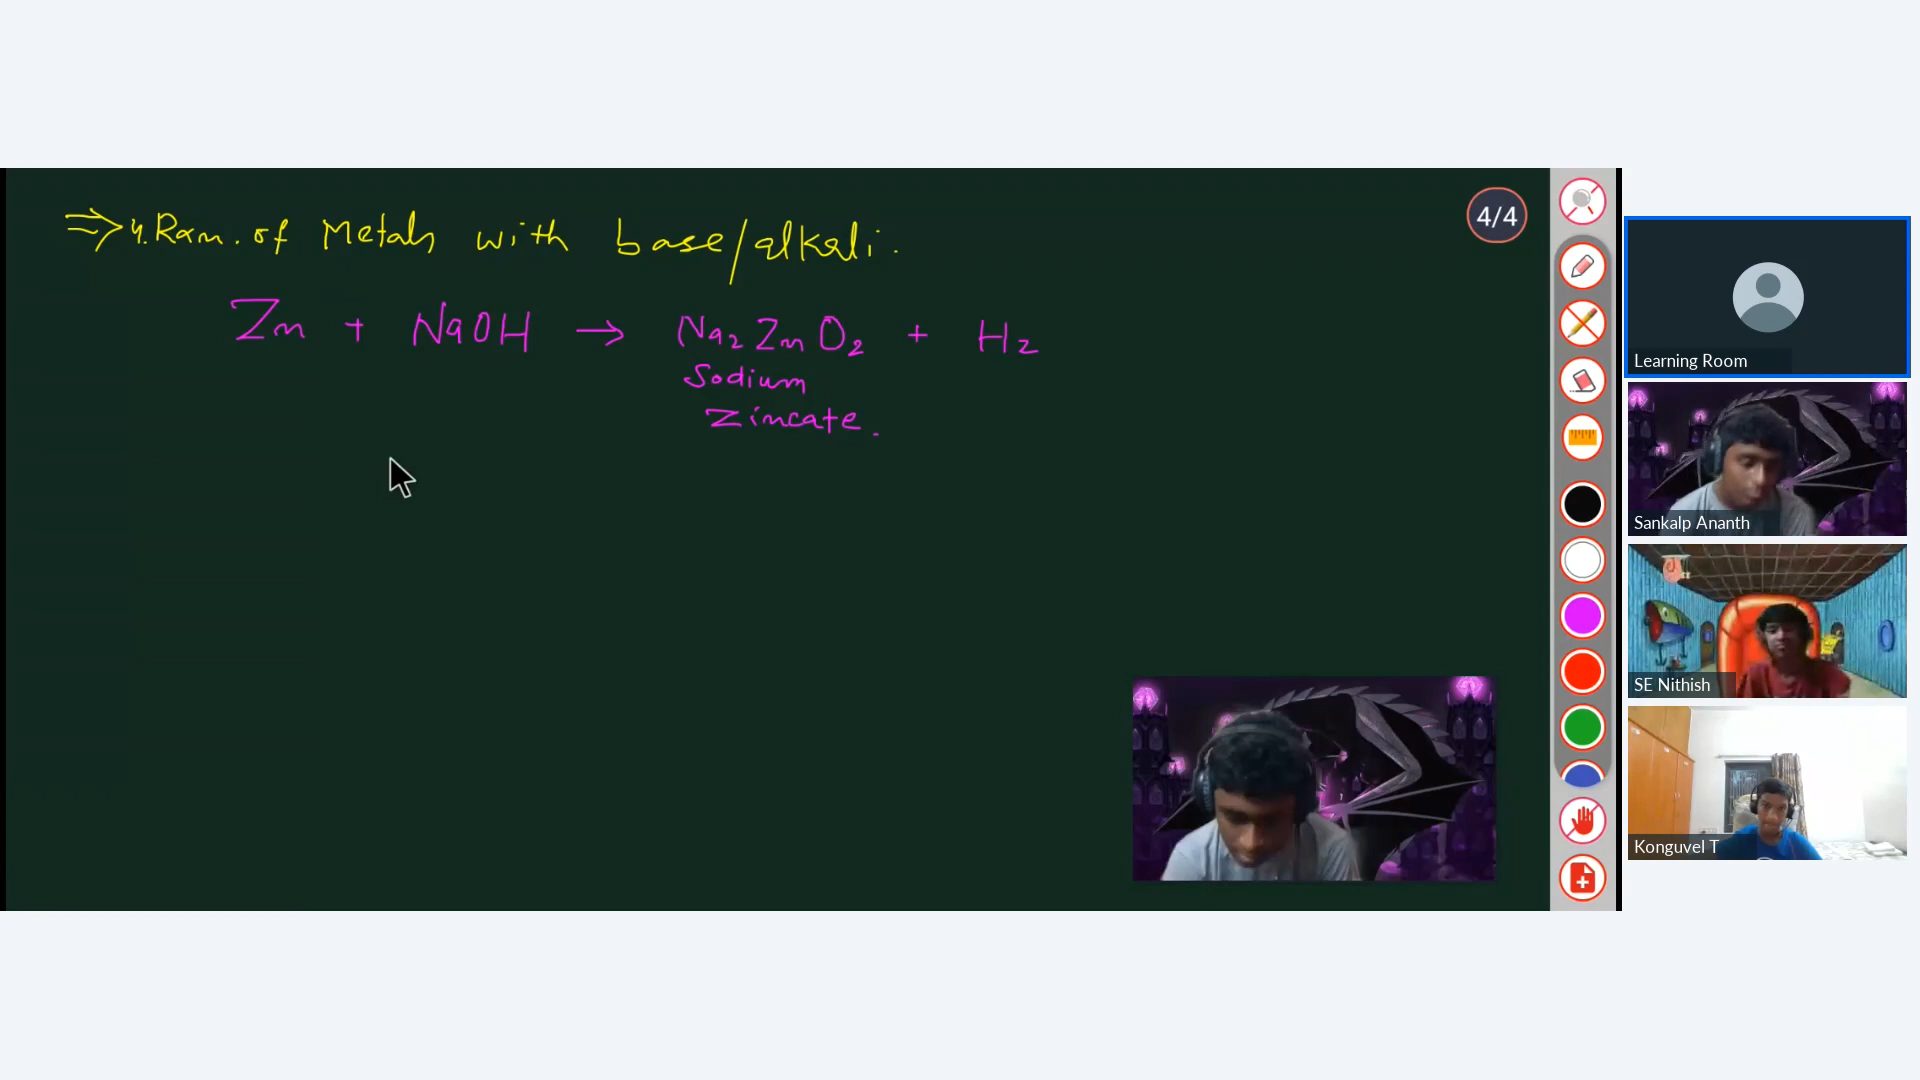 ⇒ 4. Rxn. of Metals with base/alkali.
4/4
Zn + NaOH → Na₂ZnO₂ + H₂
Sodium
Zincate.
Learning Room
Sankalp Ananth
SE Nithish
Konguvel T